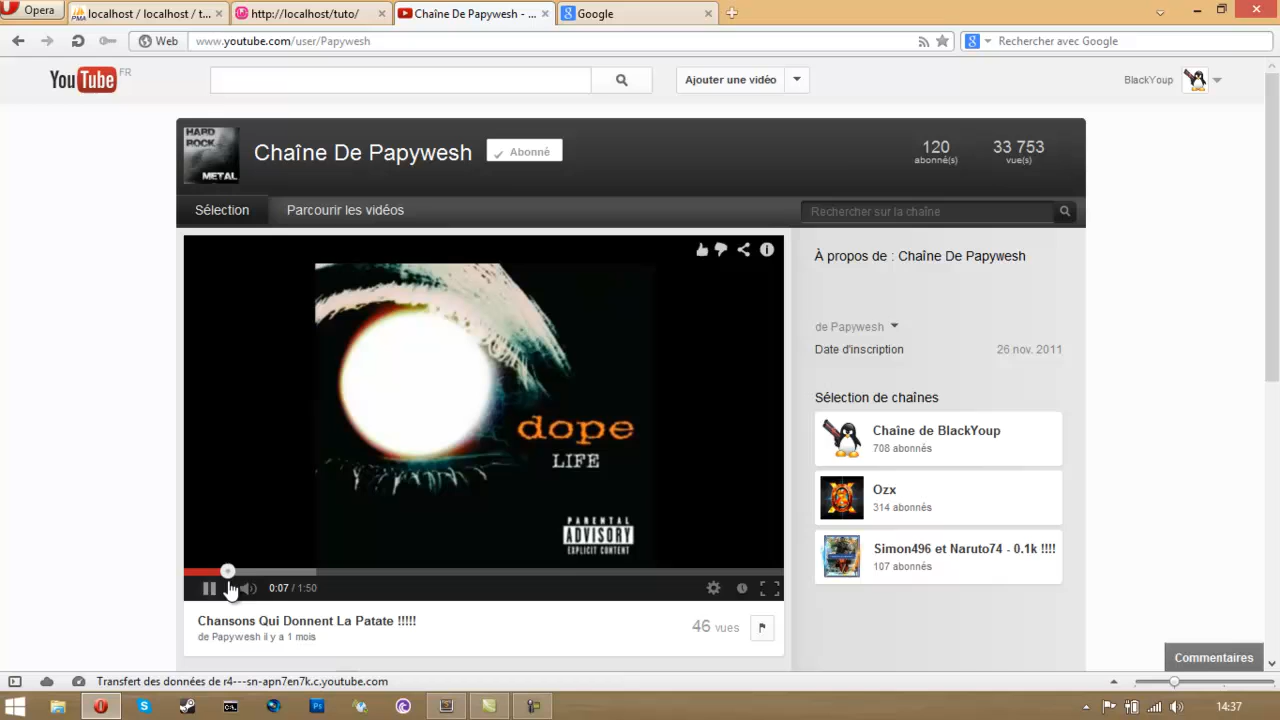 Opera
localhost / localhost / t...
http://localhost/tuto/
Chaîne De Papywesh - ...
Google
Web
www.youtube.com/user/Papywesh
Rechercher avec Google
YouTube FR
Ajouter une vidéo
BlackYoup
HARD ROCK METAL
Chaîne De Papywesh
Abonné
120
abonné(s)
33 753
vue(s)
Sélection
Parcourir les vidéos
Rechercher sur la chaîne
dope
LIFE
PARENTAL
ADVISORY
EXPLICIT CONTENT
0:07 / 1:50
Chansons Qui Donnent La Patate !!!!!
de Papywesh il y a 1 mois
46 vues
À propos de : Chaîne De Papywesh
de Papywesh
Date d'inscription
26 nov. 2011
Sélection de chaînes
Chaîne de BlackYoup
708 abonnés
Ozx
314 abonnés
Simon496 et Naruto74 - 0.1k !!!!
107 abonnés
Commentaires
Transfert des données de r4---sn-apn7en7k.c.youtube.com
14:37